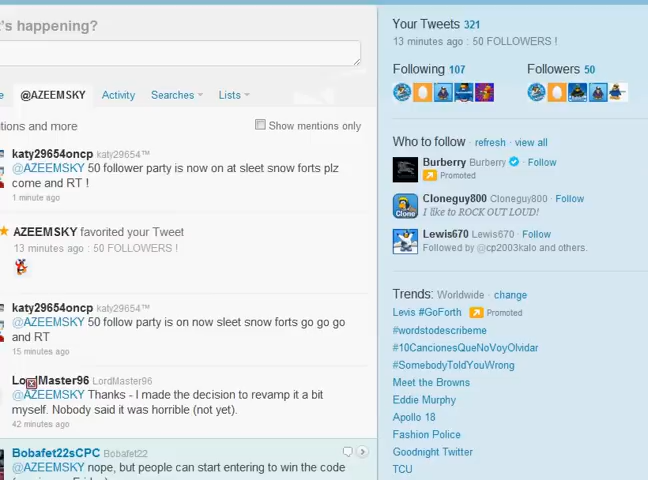 t's happening?
@AZEEMSKY Activity Searches Lists
tions and more Show mentions only
katy29654oncp katy29654™
@AZEEMSKY 50 follower party is now on at sleet snow forts plz
come and RT !
1 minute ago
AZEEMSKY favorited your Tweet
13 minutes ago : 50 FOLLOWERS !
katy29654oncp katy29654™
@AZEEMSKY 50 follow party is on now sleet snow forts go go go
and RT
15 minutes ago
LordMaster96 LordMaster96
@AZEEMSKY Thanks - I made the decision to revamp it a bit
myself. Nobody said it was horrible (not yet).
42 minutes ago
Bobafet22sCPC Bobafet22
@AZEEMSKY nope, but people can start entering to win the code
Your Tweets 321
13 minutes ago : 50 FOLLOWERS !
Following 107 Followers 50
Who to follow · refresh · view all
Burberry Burberry · Follow
Promoted
Cloneguy800 Cloneguy800 · Follow
Clone
I like to ROCK OUT LOUD!
Lewis670 Lewis670 · Follow
Followed by @cp2003kalo and others.
Trends: Worldwide · change
Levis #GoForth Promoted
#wordstodescribeme
#10CancionesQueNoVoyOlvidar
#SomebodyToldYouWrong
Meet the Browns
Eddie Murphy
Apollo 18
Fashion Police
Goodnight Twitter
TCU